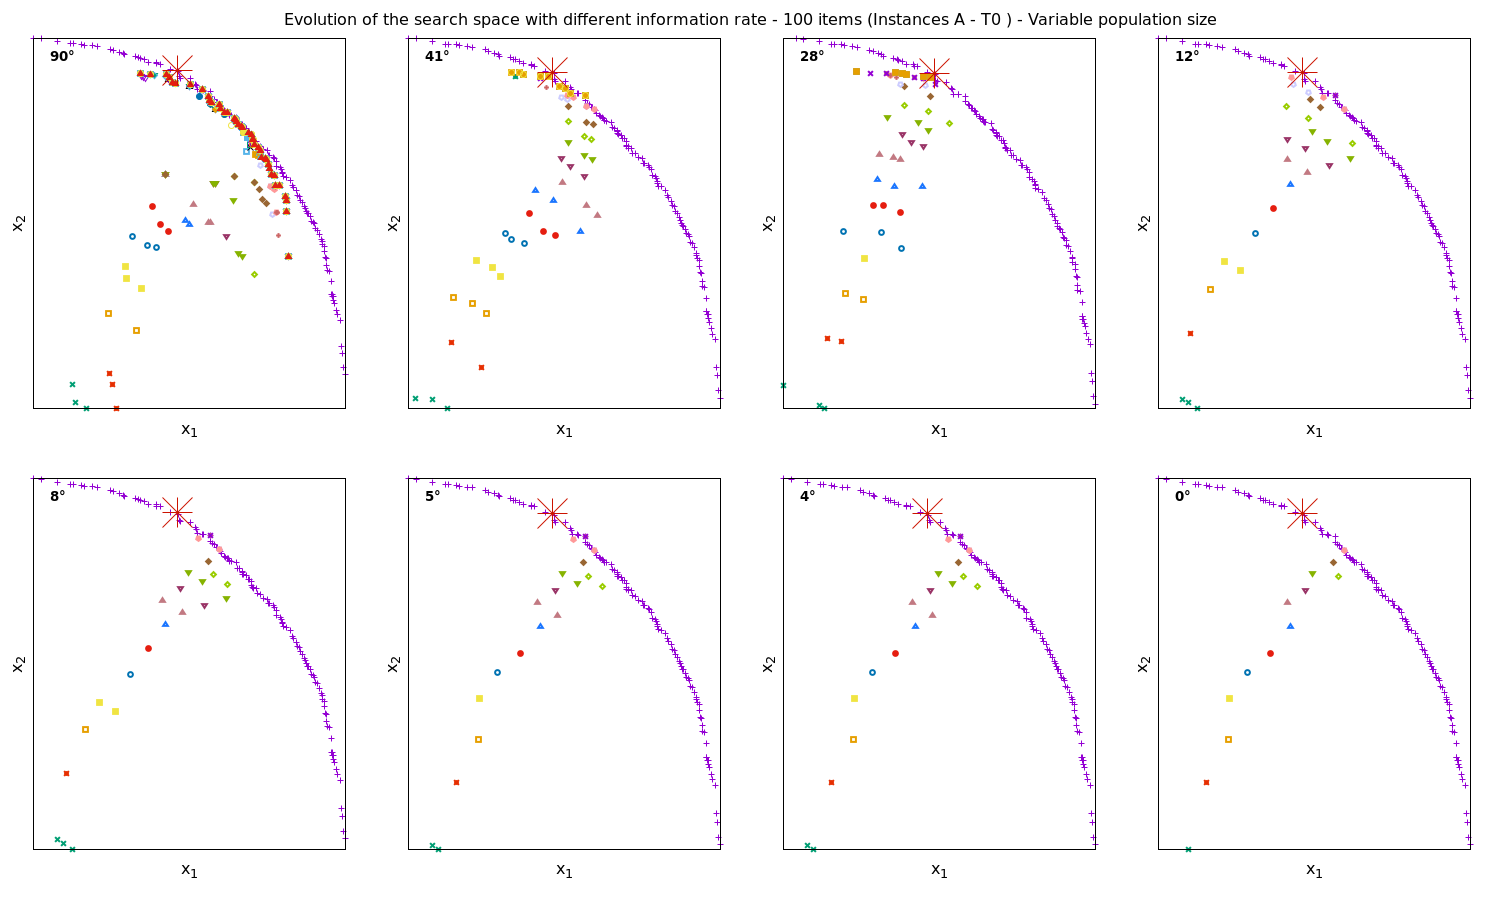 Evolution of the search space with different information rate - 100 items (Instances A - T0 ) - Variable population size
90°
41°
28°
12°
x2
x2
x2
x2
x1
x1
x1
x1
8°
5°
4°
0°
x2
x2
x2
x2
x1
x1
x1
x1